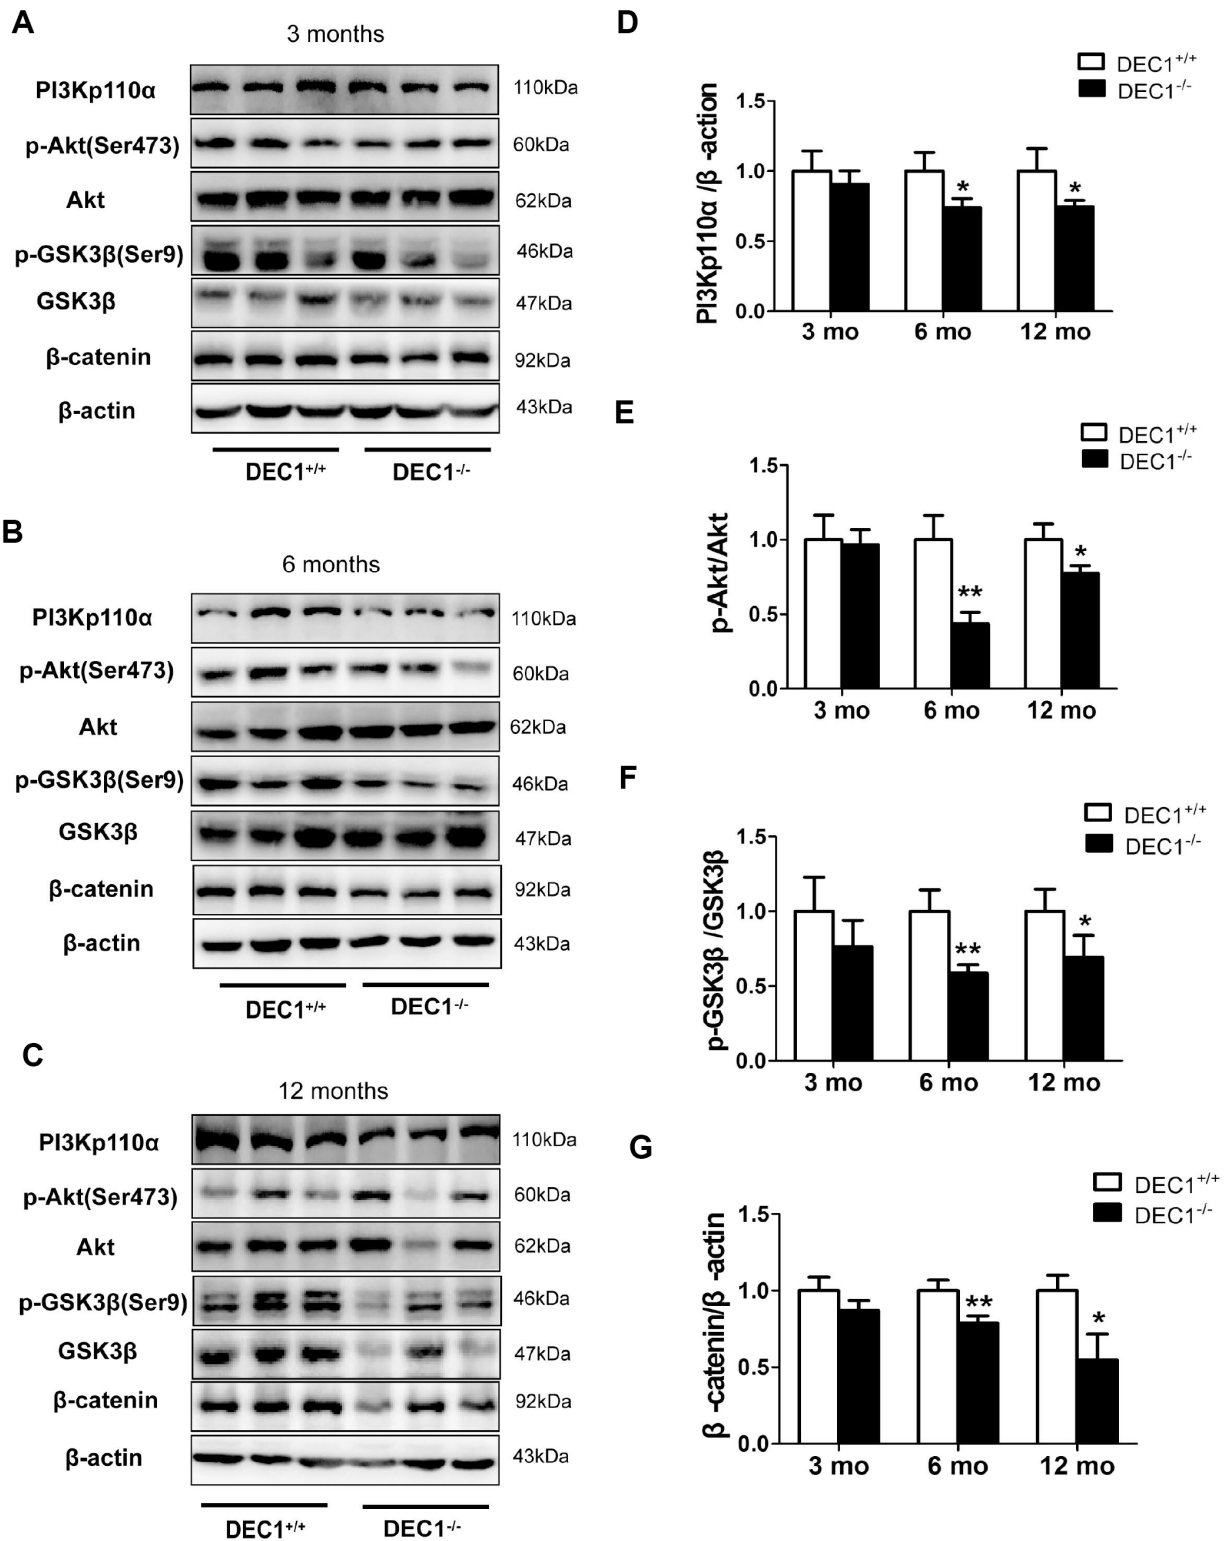 A
3 months
PI3Kp110α 110kDa
p-Akt(Ser473) 60kDa
Akt 62kDa
p-GSK3β(Ser9) 46kDa
GSK3β 47kDa
β-catenin 92kDa
β-actin 43kDa
DEC1+/+ DEC1-/-
B
6 months
PI3Kp110α 110kDa
p-Akt(Ser473) 60kDa
Akt 62kDa
p-GSK3β(Ser9) 46kDa
GSK3β 47kDa
β-catenin 92kDa
β-actin 43kDa
DEC1+/+ DEC1-/-
C
12 months
PI3Kp110α 110kDa
p-Akt(Ser473) 60kDa
Akt 62kDa
p-GSK3β(Ser9) 46kDa
GSK3β 47kDa
β-catenin 92kDa
β-actin 43kDa
DEC1+/+ DEC1-/-
D
DEC1+/+
DEC1-/-
PI3Kp110α /β -action
1.5
1.0
0.5
0.0
* *
3 mo 6 mo 12 mo
E
DEC1+/+
DEC1-/-
p-Akt/Akt
1.5
1.0
0.5
0.0
** *
3 mo 6 mo 12 mo
F
DEC1+/+
DEC1-/-
p-GSK3β /GSK3β
1.5
1.0
0.5
0.0
** *
3 mo 6 mo 12 mo
G
DEC1+/+
DEC1-/-
β -catenin/β -actin
1.5
1.0
0.5
0.0
** *
3 mo 6 mo 12 mo